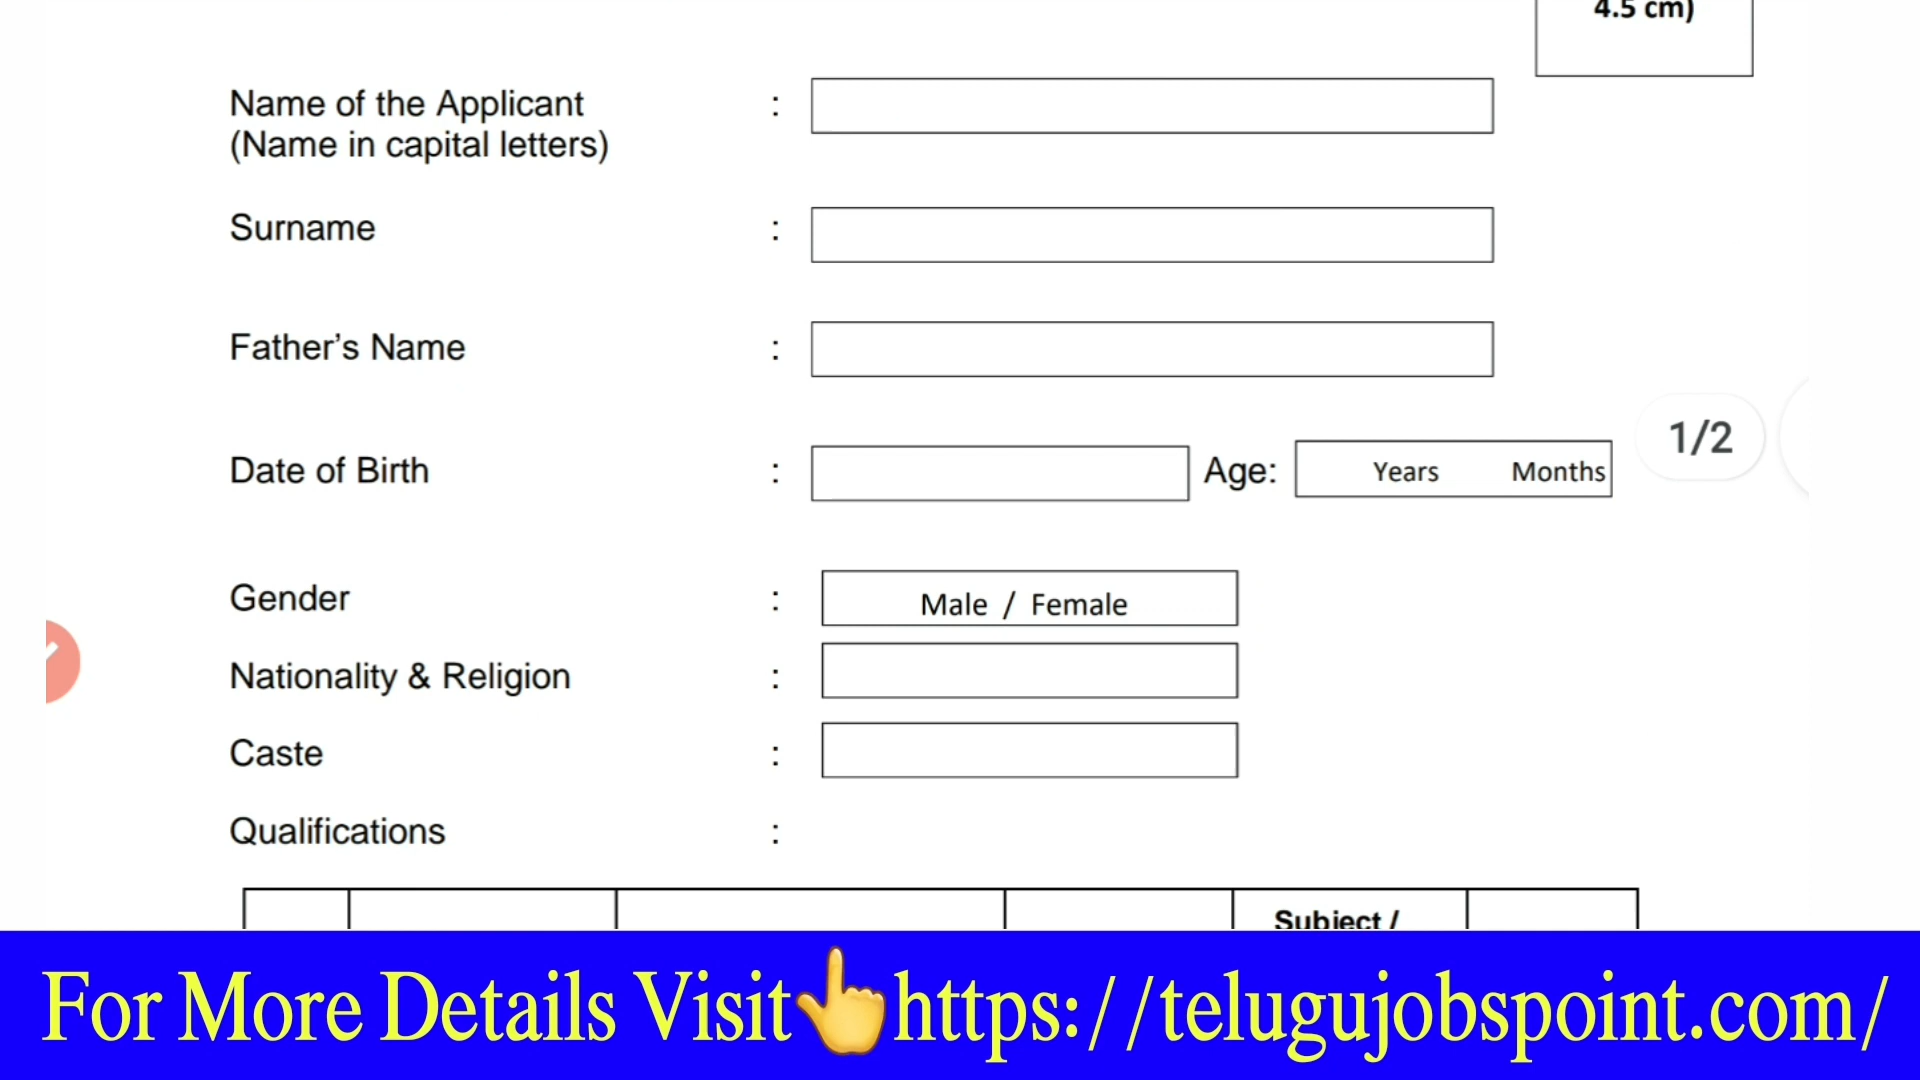 4.5 cm)
Name of the Applicant :
(Name in capital letters)
Surname :
Father’s Name :
Date of Birth : Age: Years Months
1/2
Gender : Male / Female
Nationality & Religion :
Caste :
Qualifications :
Subject /
For More Details Visit👆https://telugujobspoint.com/